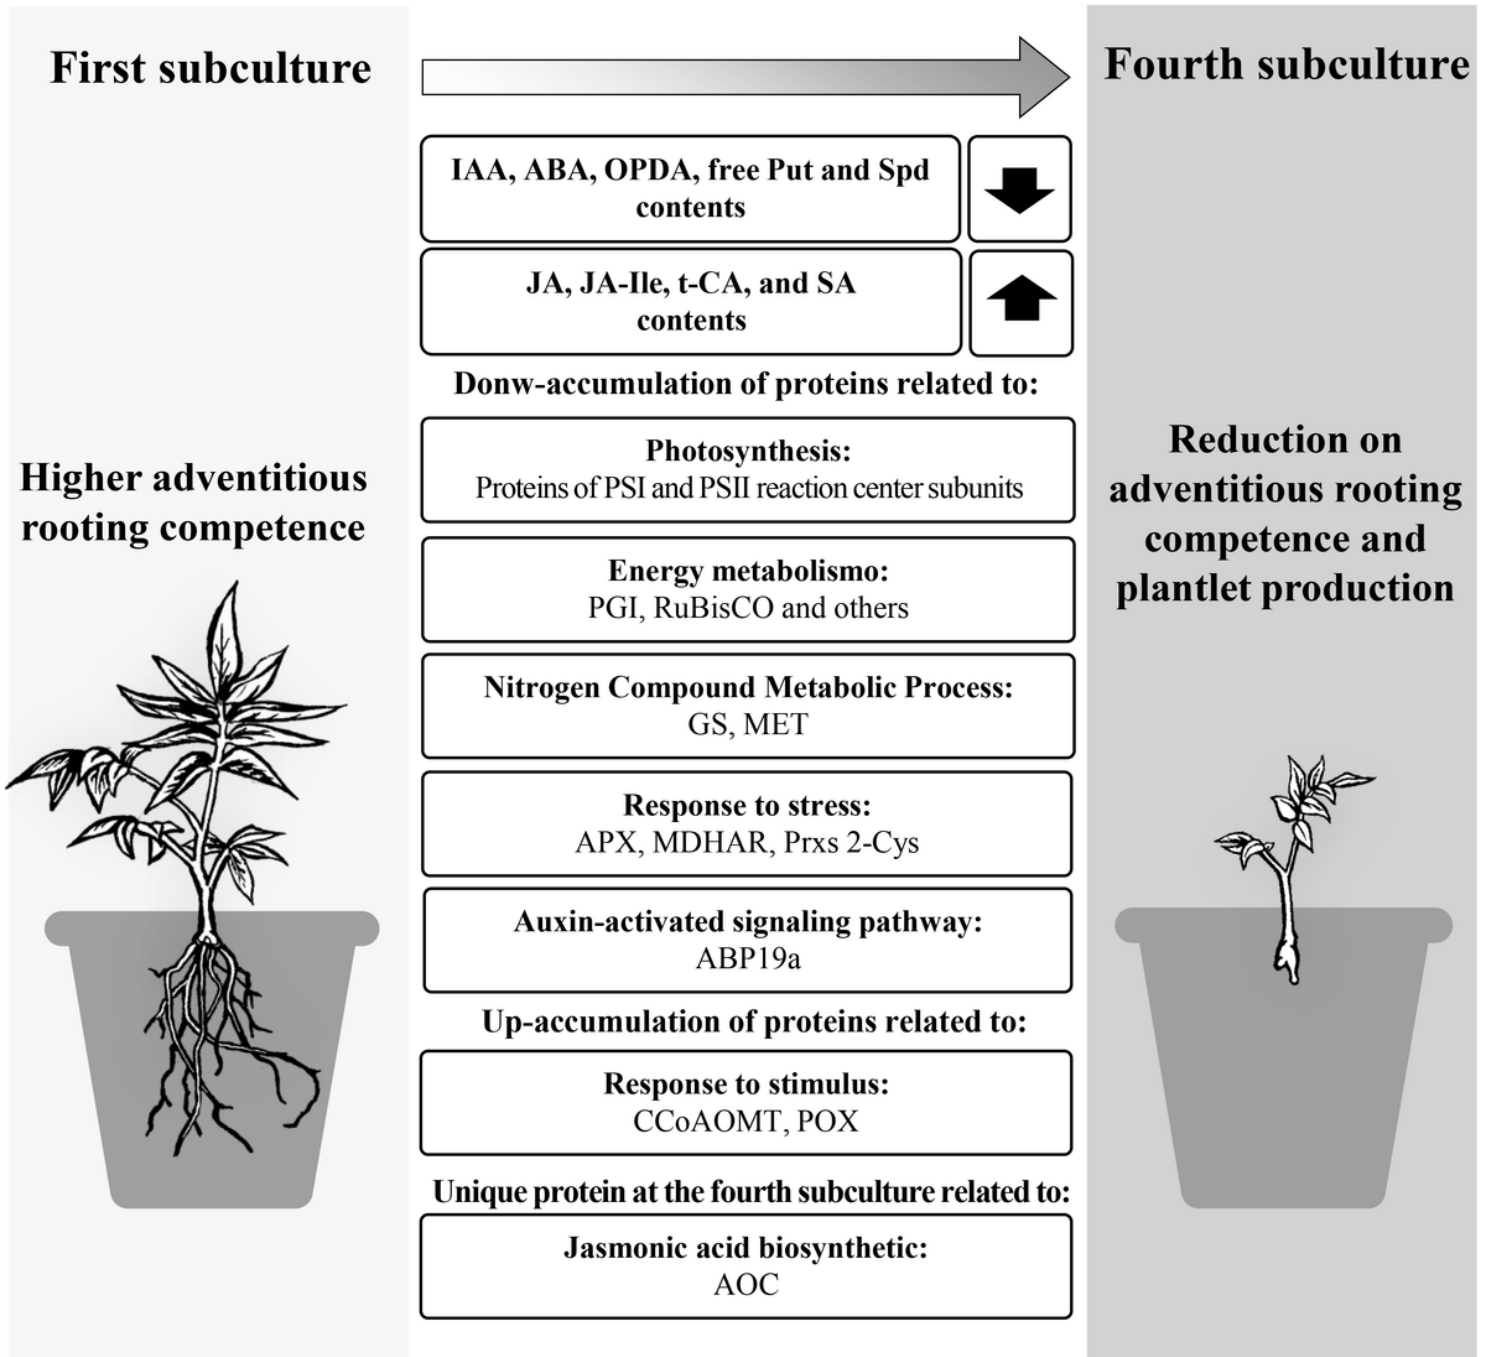 First subculture
Fourth subculture
IAA, ABA, OPDA, free Put and Spd
contents
JA, JA-Ile, t-CA, and SA
contents
Donw-accumulation of proteins related to:
Photosynthesis:
Proteins of PSI and PSII reaction center subunits
Energy metabolismo:
PGI, RuBisCO and others
Nitrogen Compound Metabolic Process:
GS, MET
Response to stress:
APX, MDHAR, Prxs 2-Cys
Auxin-activated signaling pathway:
ABP19a
Up-accumulation of proteins related to:
Response to stimulus:
CCoAOMT, POX
Unique protein at the fourth subculture related to:
Jasmonic acid biosynthetic:
AOC
Higher adventitious
rooting competence
Reduction on
adventitious rooting
competence and
plantlet production